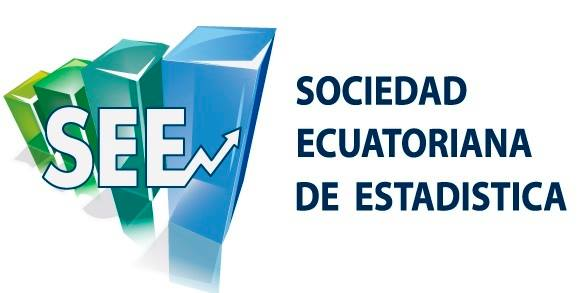 SEE
SOCIEDAD
ECUATORIANA
DE ESTADISTICA